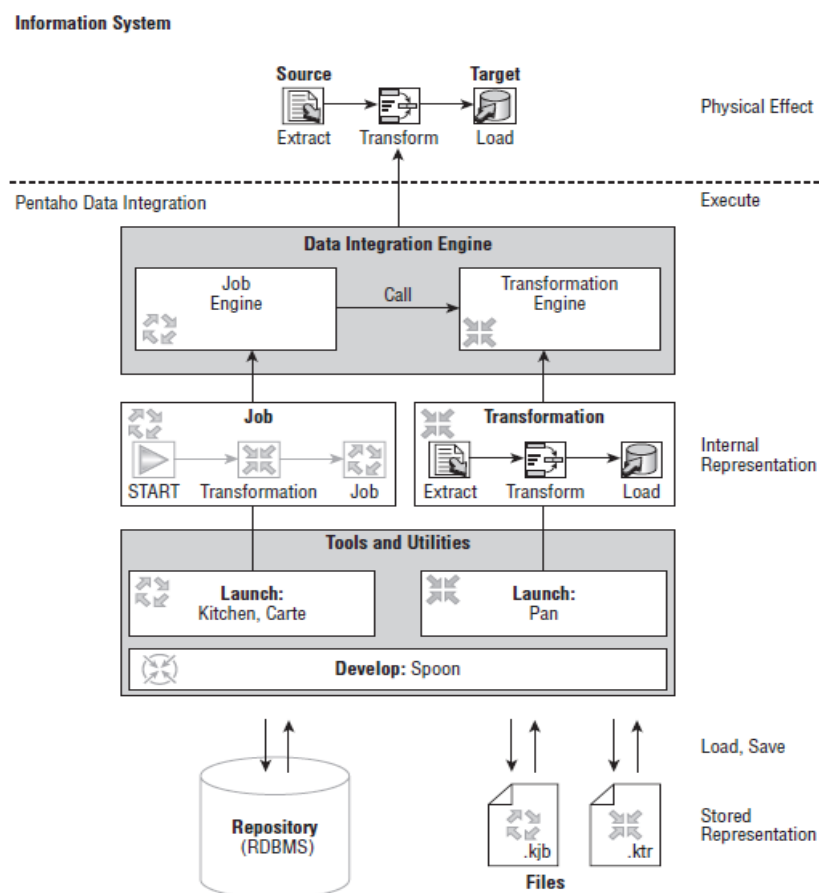 Information System
Source
Target
Extract
Transform
Load
Physical Effect
Pentaho Data Integration
Execute
Data Integration Engine
Job
Engine
Call
Transformation
Engine
Job
START
Transformation
Job
Transformation
Extract
Transform
Load
Internal
Representation
Tools and Utilities
Launch:
Kitchen, Carte
Launch:
Pan
Develop: Spoon
Load, Save
Repository
(RDBMS)
.kjb
.ktr
Files
Stored
Representation